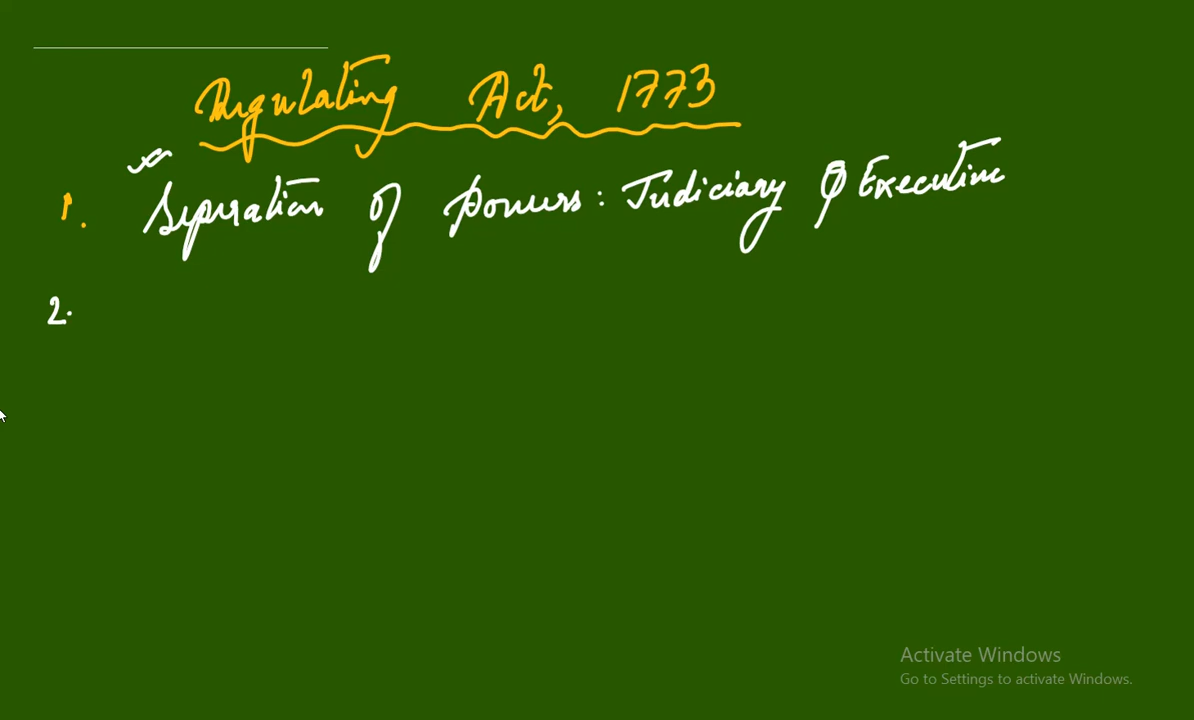 Regulating Act, 1773
1. Separation of Powers : Judiciary & Executive
2.
Activate Windows
Go to Settings to activate Windows.